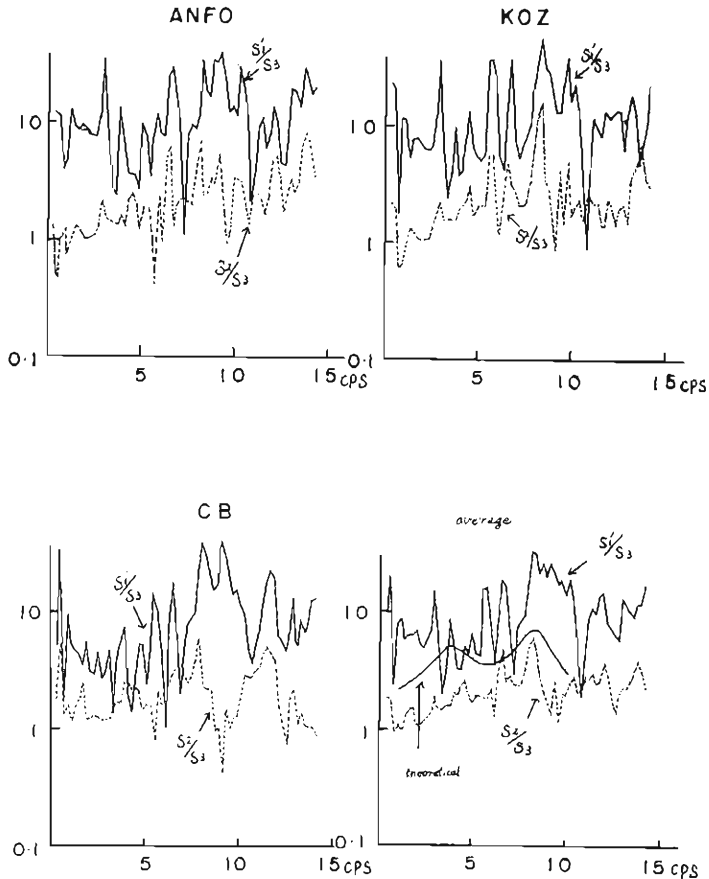 ANFO
S1/S3
10
1
0.1
S2/S3
5
10
15 CPS
KOZ
S1/S3
10
1
0.1
S2/S3
5
10
15 CPS
CB
S1/S3
10
1
0.1
S2/S3
5
10
15 CPS
average
S1/S3
10
1
0.1
S2/S3
theoretical
5
10
15 CPS